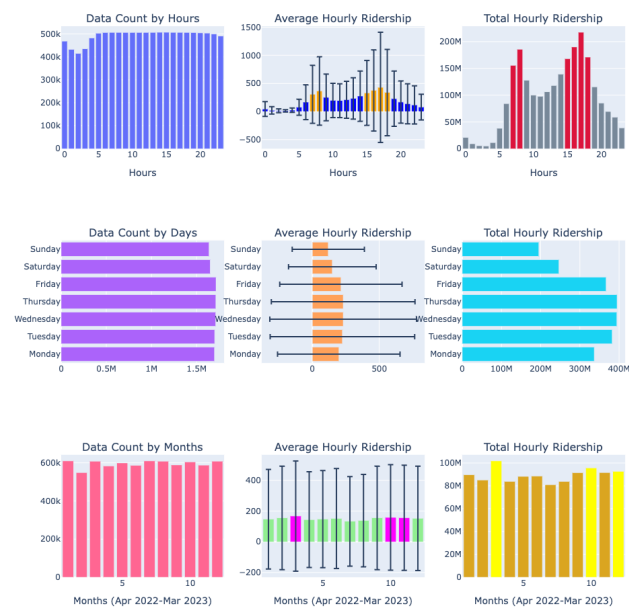 Data Count by Hours
Average Hourly Ridership
Total Hourly Ridership
500k
400k
300k
200k
100k
0
0 5 10 15 20
Hours
1500
1000
500
0
−500
0 5 10 15 20
Hours
200M
150M
100M
50M
0
0 5 10 15 20
Hours
Data Count by Days
Average Hourly Ridership
Total Hourly Ridership
Sunday
Saturday
Friday
Thursday
Wednesday
Tuesday
Monday
0 0.5M 1M 1.5M
Sunday
Saturday
Friday
Thursday
Wednesday
Tuesday
Monday
0 500
Sunday
Saturday
Friday
Thursday
Wednesday
Tuesday
Monday
0 100M 200M 300M 400M
Data Count by Months
Average Hourly Ridership
Total Hourly Ridership
600k
400k
200k
0
5 10
Months (Apr 2022-Mar 2023)
400
200
0
−200
5 10
Months (Apr 2022-Mar 2023)
100M
80M
60M
40M
20M
0
5 10
Months (Apr 2022-Mar 2023)